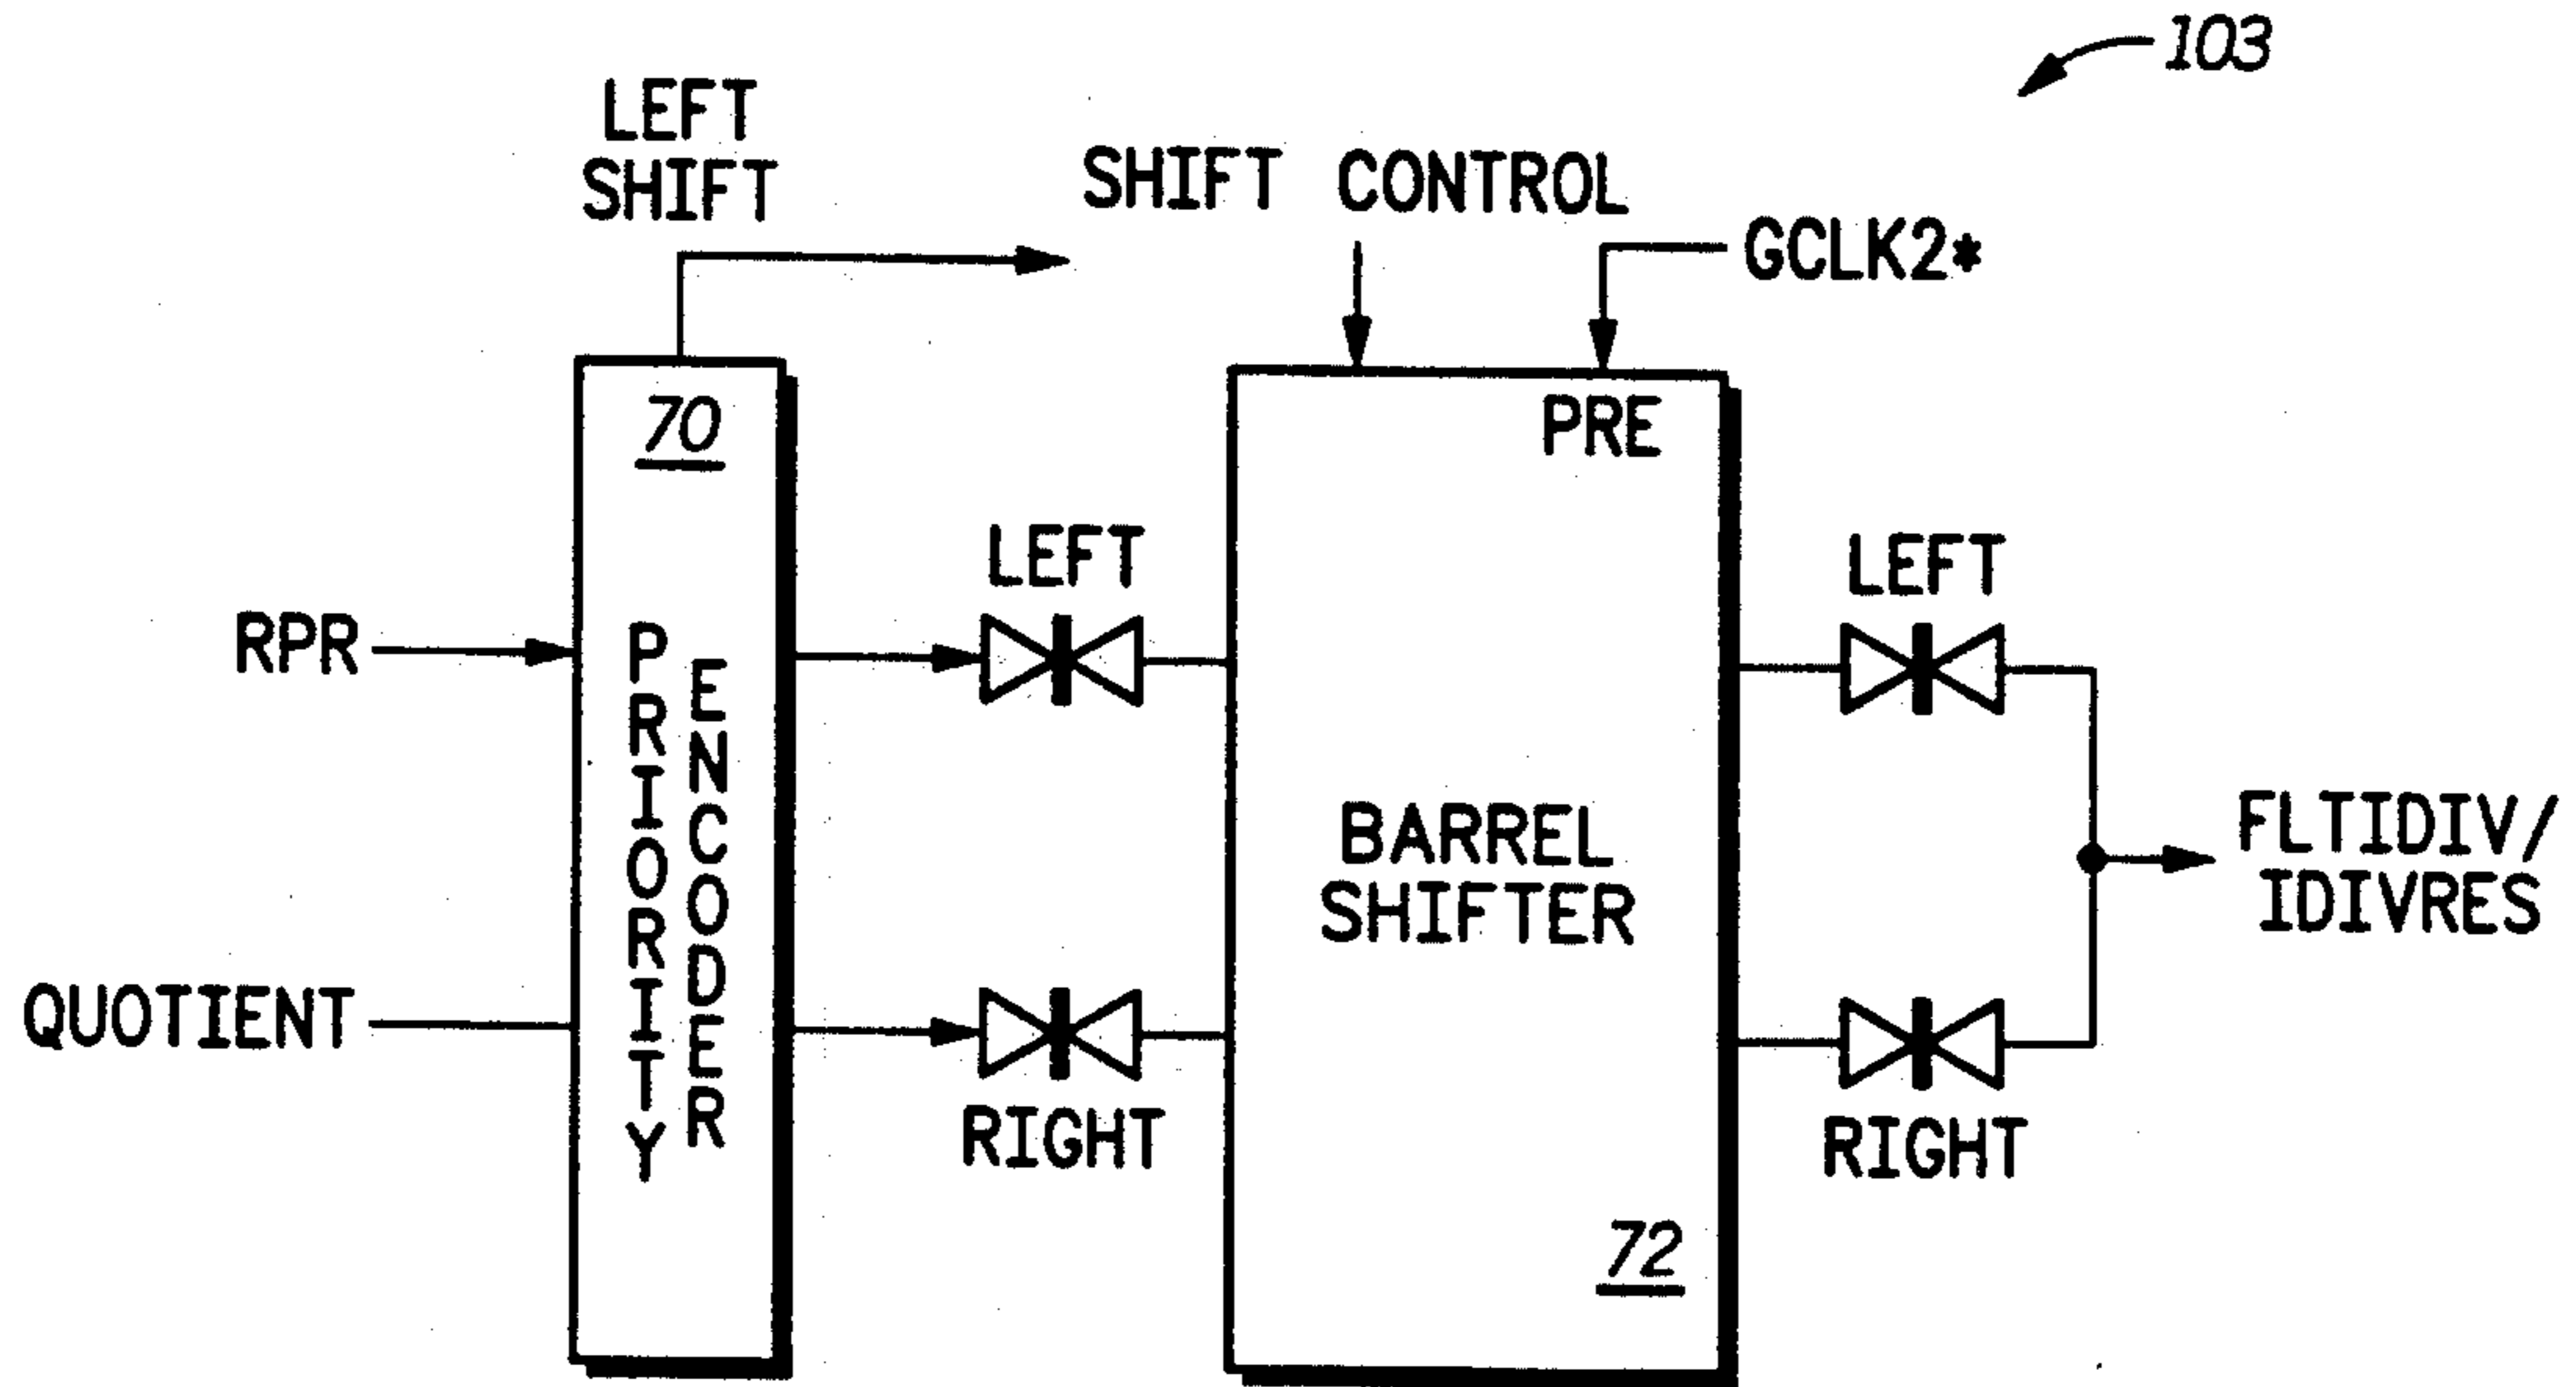 103
LEFT
SHIFT
SHIFT CONTROL
GCLK2*
70
PRE
LEFT
LEFT
RPR
PRIORITY
ENCODER
BARREL
SHIFTER
FLTIDIV/
IDIVRES
QUOTIENT
RIGHT
RIGHT
72